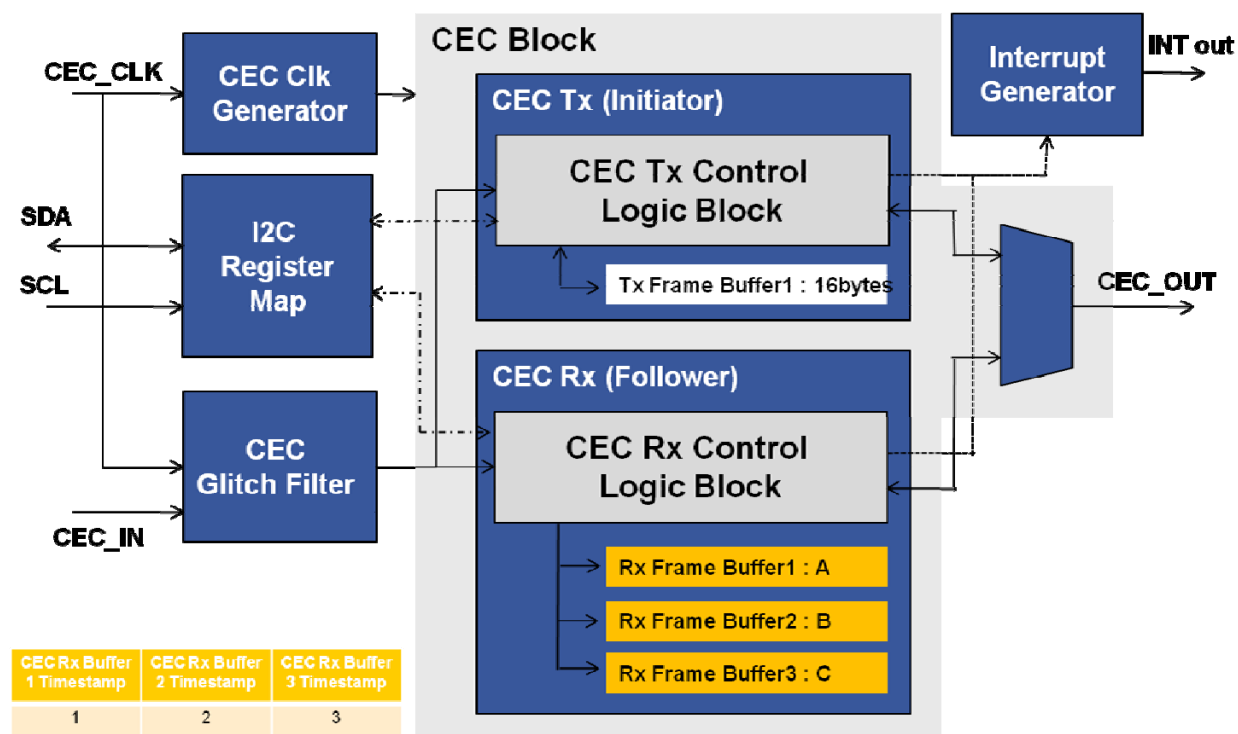 CEC Block
CEC_CLK
CEC Clk
Generator
Interrupt
Generator
INT out
CEC Tx (Initiator)
CEC Tx Control
Logic Block
Tx Frame Buffer1 : 16bytes
SDA
SCL
I2C
Register
Map
CEC_OUT
CEC Rx (Follower)
CEC Rx Control
Logic Block
CEC
Glitch Filter
CEC_IN
Rx Frame Buffer1 : A
Rx Frame Buffer2 : B
Rx Frame Buffer3 : C
CEC Rx Buffer
1 Timestamp
CEC Rx Buffer
2 Timestamp
CEC Rx Buffer
3 Timestamp
1
2
3